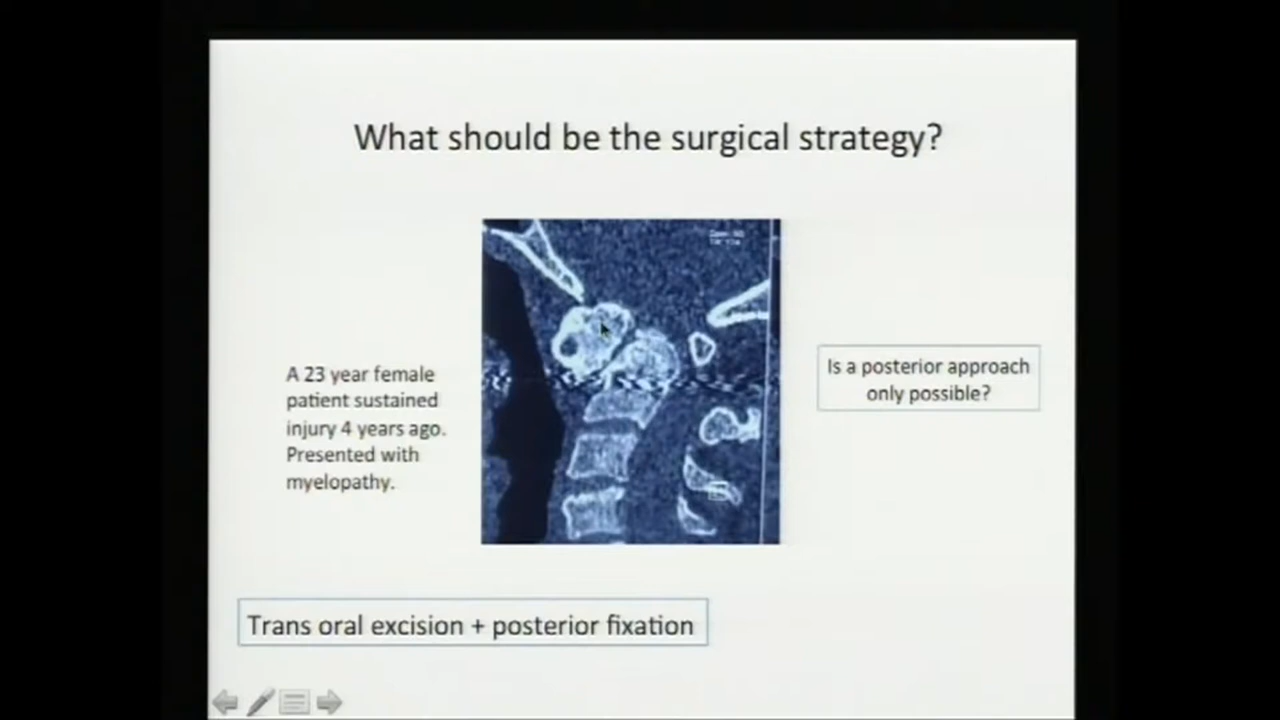 What should be the surgical strategy?
A 23 year female
patient sustained
injury 4 years ago.
Presented with
myelopathy.
Is a posterior approach
only possible?
Trans oral excision + posterior fixation